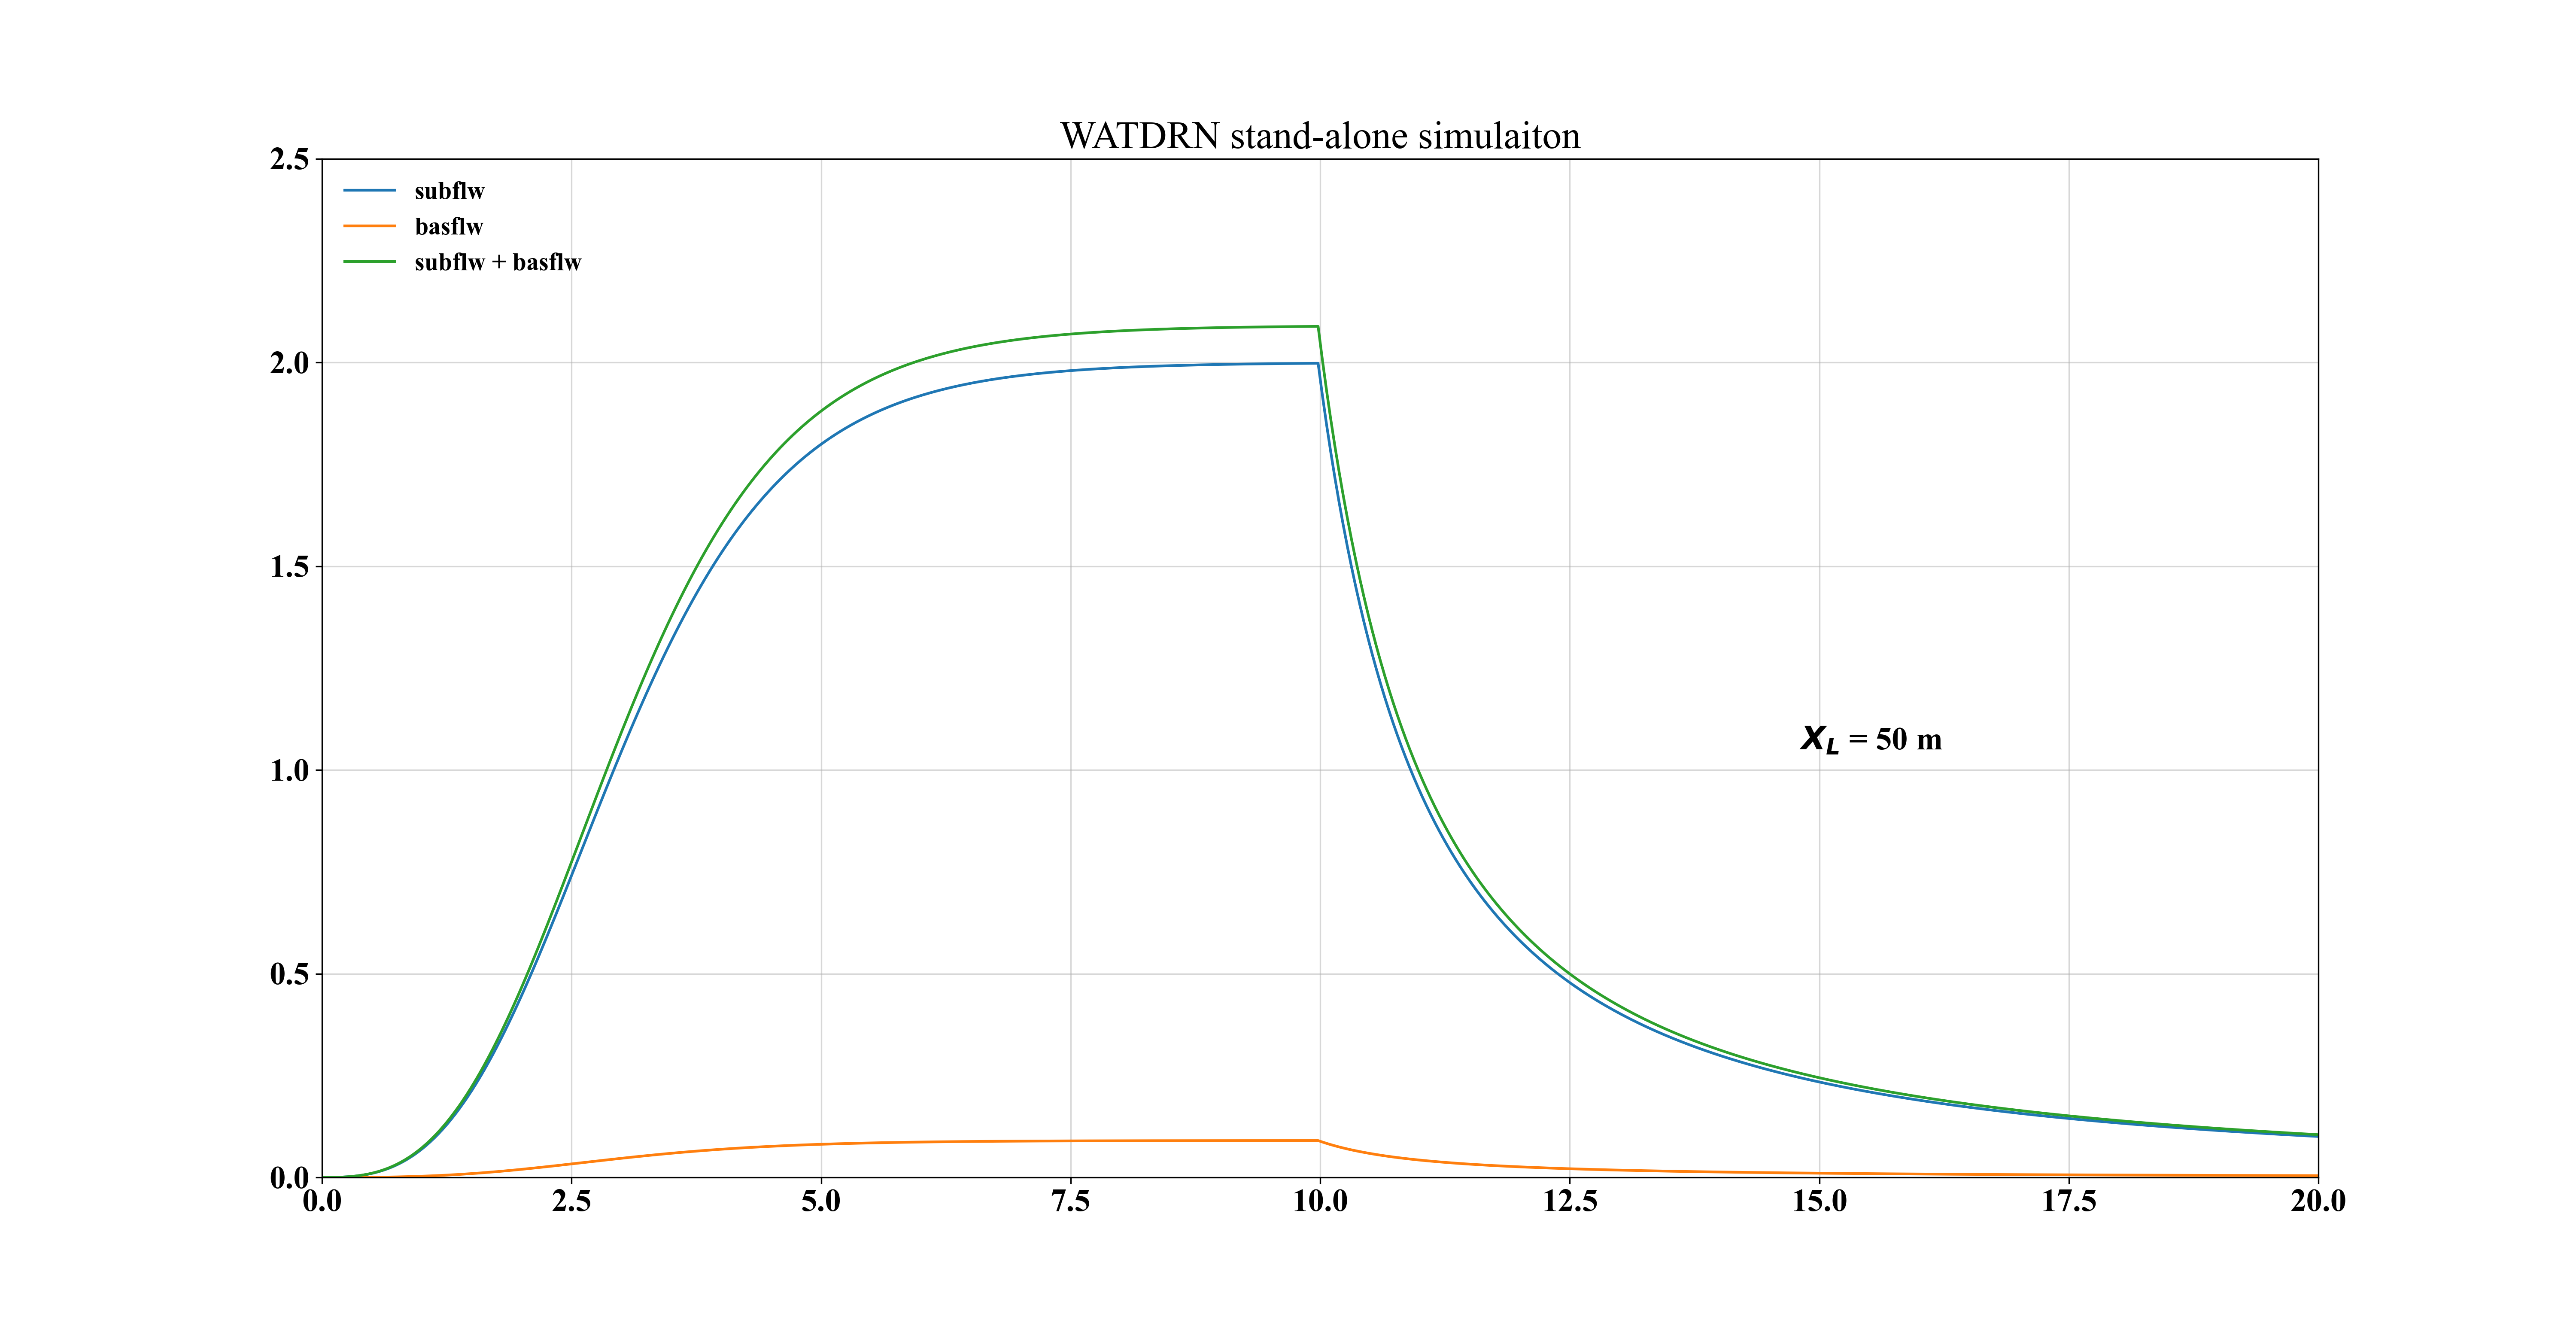 WATDRN stand-alone simulaiton
2.5
subflw
basflw
subflw + basflw
2.0
1.5
X_L = 50 m
1.0
0.5
0.0
0.0 2.5 5.0 7.5 10.0 12.5 15.0 17.5 20.0